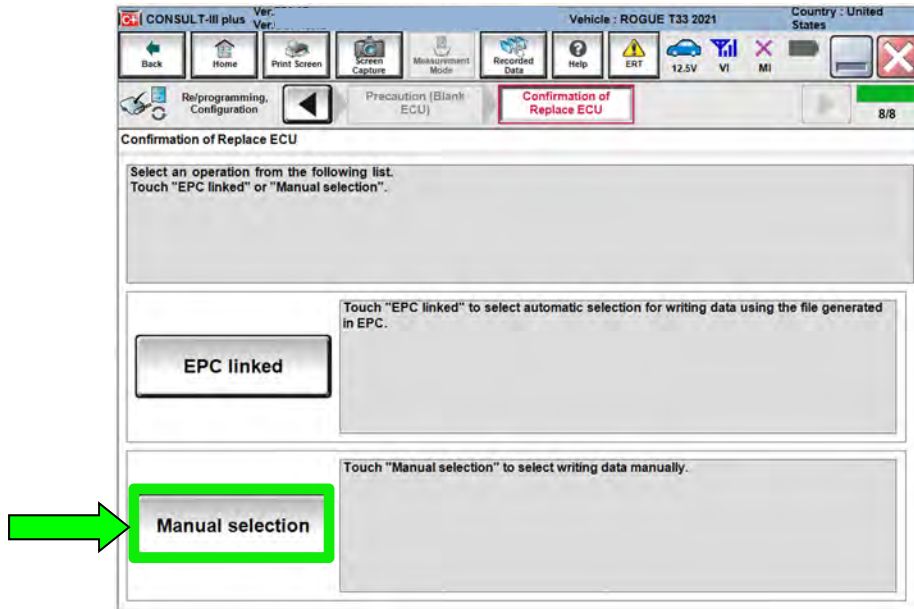 C+ CONSULT-III plus Ver. Vehicle : ROGUE T33 2021 Country : United
Ver. States
Back Home Print Screen Screen Capture Measurement Mode Recorded Data Help ERT 12.5V VI MI
Re/programming, Configuration Precaution (Blank ECU) Confirmation of Replace ECU 8/8
Confirmation of Replace ECU
Select an operation from the following list.
Touch "EPC linked" or "Manual selection".
EPC linked
Touch "EPC linked" to select automatic selection for writing data using the file generated
in EPC.
Manual selection
Touch "Manual selection" to select writing data manually.